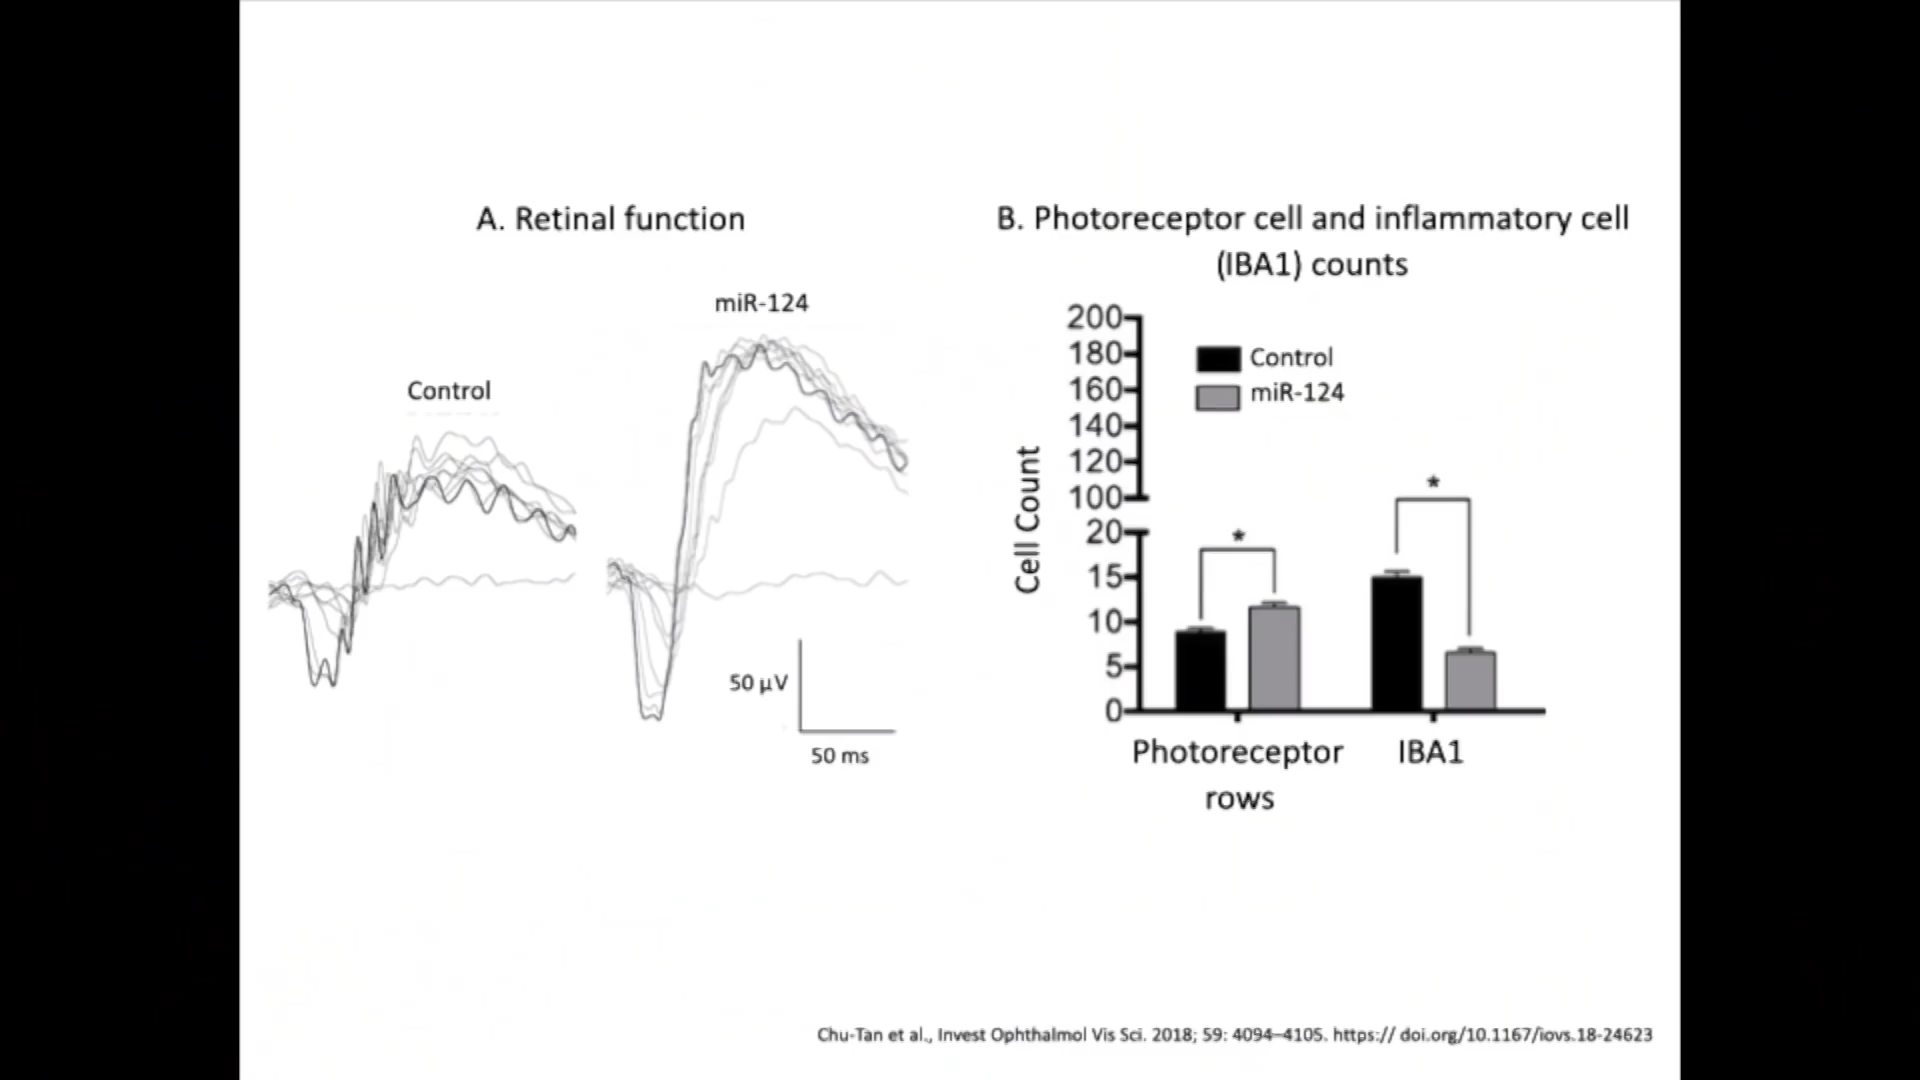 A. Retinal function
Control
miR-124
50 µV
50 ms
B. Photoreceptor cell and inflammatory cell
(IBA1) counts
Cell Count
200
180
160
140
120
100
20
15
10
5
0
Control
miR-124
*
*
Photoreceptor
rows
IBA1
Chu-Tan et al., Invest Ophthalmol Vis Sci. 2018; 59: 4094–4105. https:// doi.org/10.1167/iovs.18-24623